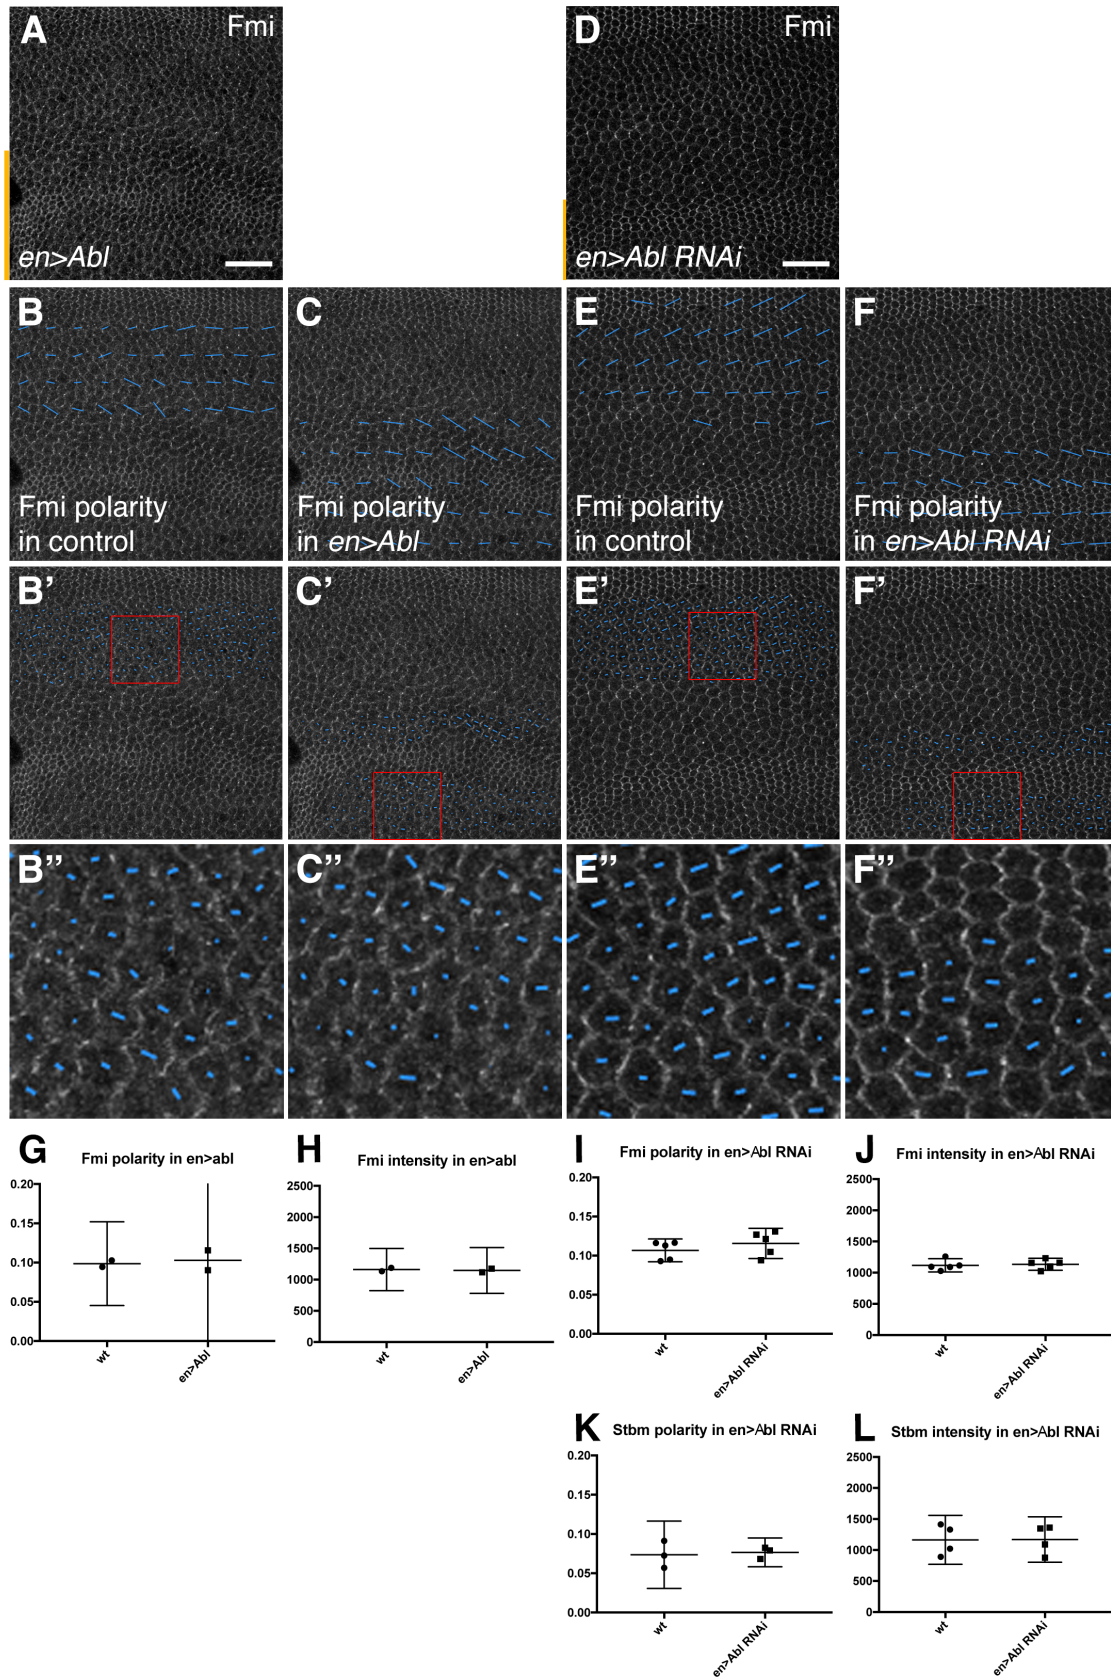 A
Fmi
en>Abl
D
Fmi
en>Abl RNAi
B
Fmi polarity
in control
C
Fmi polarity
in en>Abl
E
Fmi polarity
in control
F
Fmi polarity
in en>Abl RNAi
B’
C’
E’
F’
B’’
C’’
E’’
F’’
G
Fmi polarity in en>abl
0.20
0.15
0.10
0.05
0.00
wt
en>Abl
H
Fmi intensity in en>abl
2500
2000
1500
1000
500
0
wt
en>Abl
I
Fmi polarity in en>Abl RNAi
0.20
0.15
0.10
0.05
0.00
wt
en>Abl RNAi
J
Fmi intensity in en>Abl RNAi
2500
2000
1500
1000
500
0
wt
en>Abl RNAi
K
Stbm polarity in en>Abl RNAi
0.20
0.15
0.10
0.05
0.00
wt
en>Abl RNAi
L
Stbm intensity in en>Abl RNAi
2500
2000
1500
1000
500
0
wt
en>Abl RNAi